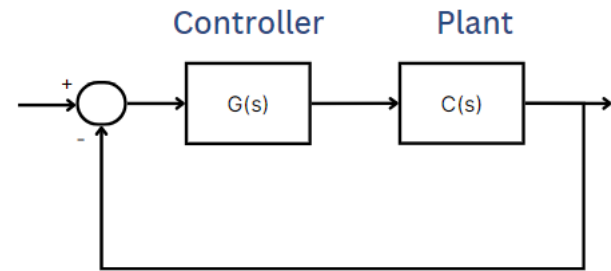 Controller Plant
+
G(s) C(s)
-